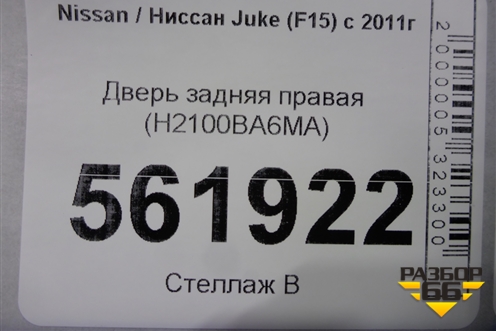 Nissan / Ниссан Juke (F15) с 2011г
Дверь задняя правая
(H2100BA6MA)
561922
Стеллаж В
2000005323300
РАЗБОР
66